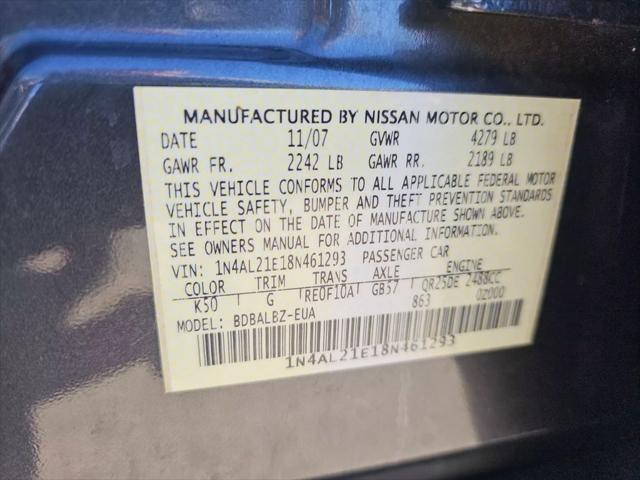 MANUFACTURED BY NISSAN MOTOR CO., LTD.
DATE 11/07 GVWR 4279 LB
GAWR FR. 2242 LB GAWR RR. 2189 LB
THIS VEHICLE CONFORMS TO ALL APPLICABLE FEDERAL MOTOR
VEHICLE SAFETY, BUMPER AND THEFT PREVENTION STANDARDS
IN EFFECT ON THE DATE OF MANUFACTURE SHOWN ABOVE.
SEE OWNERS MANUAL FOR ADDITIONAL INFORMATION.
VIN: 1N4AL21E18N461293 PASSENGER CAR
COLOR TRIM TRANS AXLE ENGINE
K50 G RE0F10A GB57 QR25DE 2488CC
MODEL: BDBALBZ-EUA 863 02000
1N4AL21E18N461293